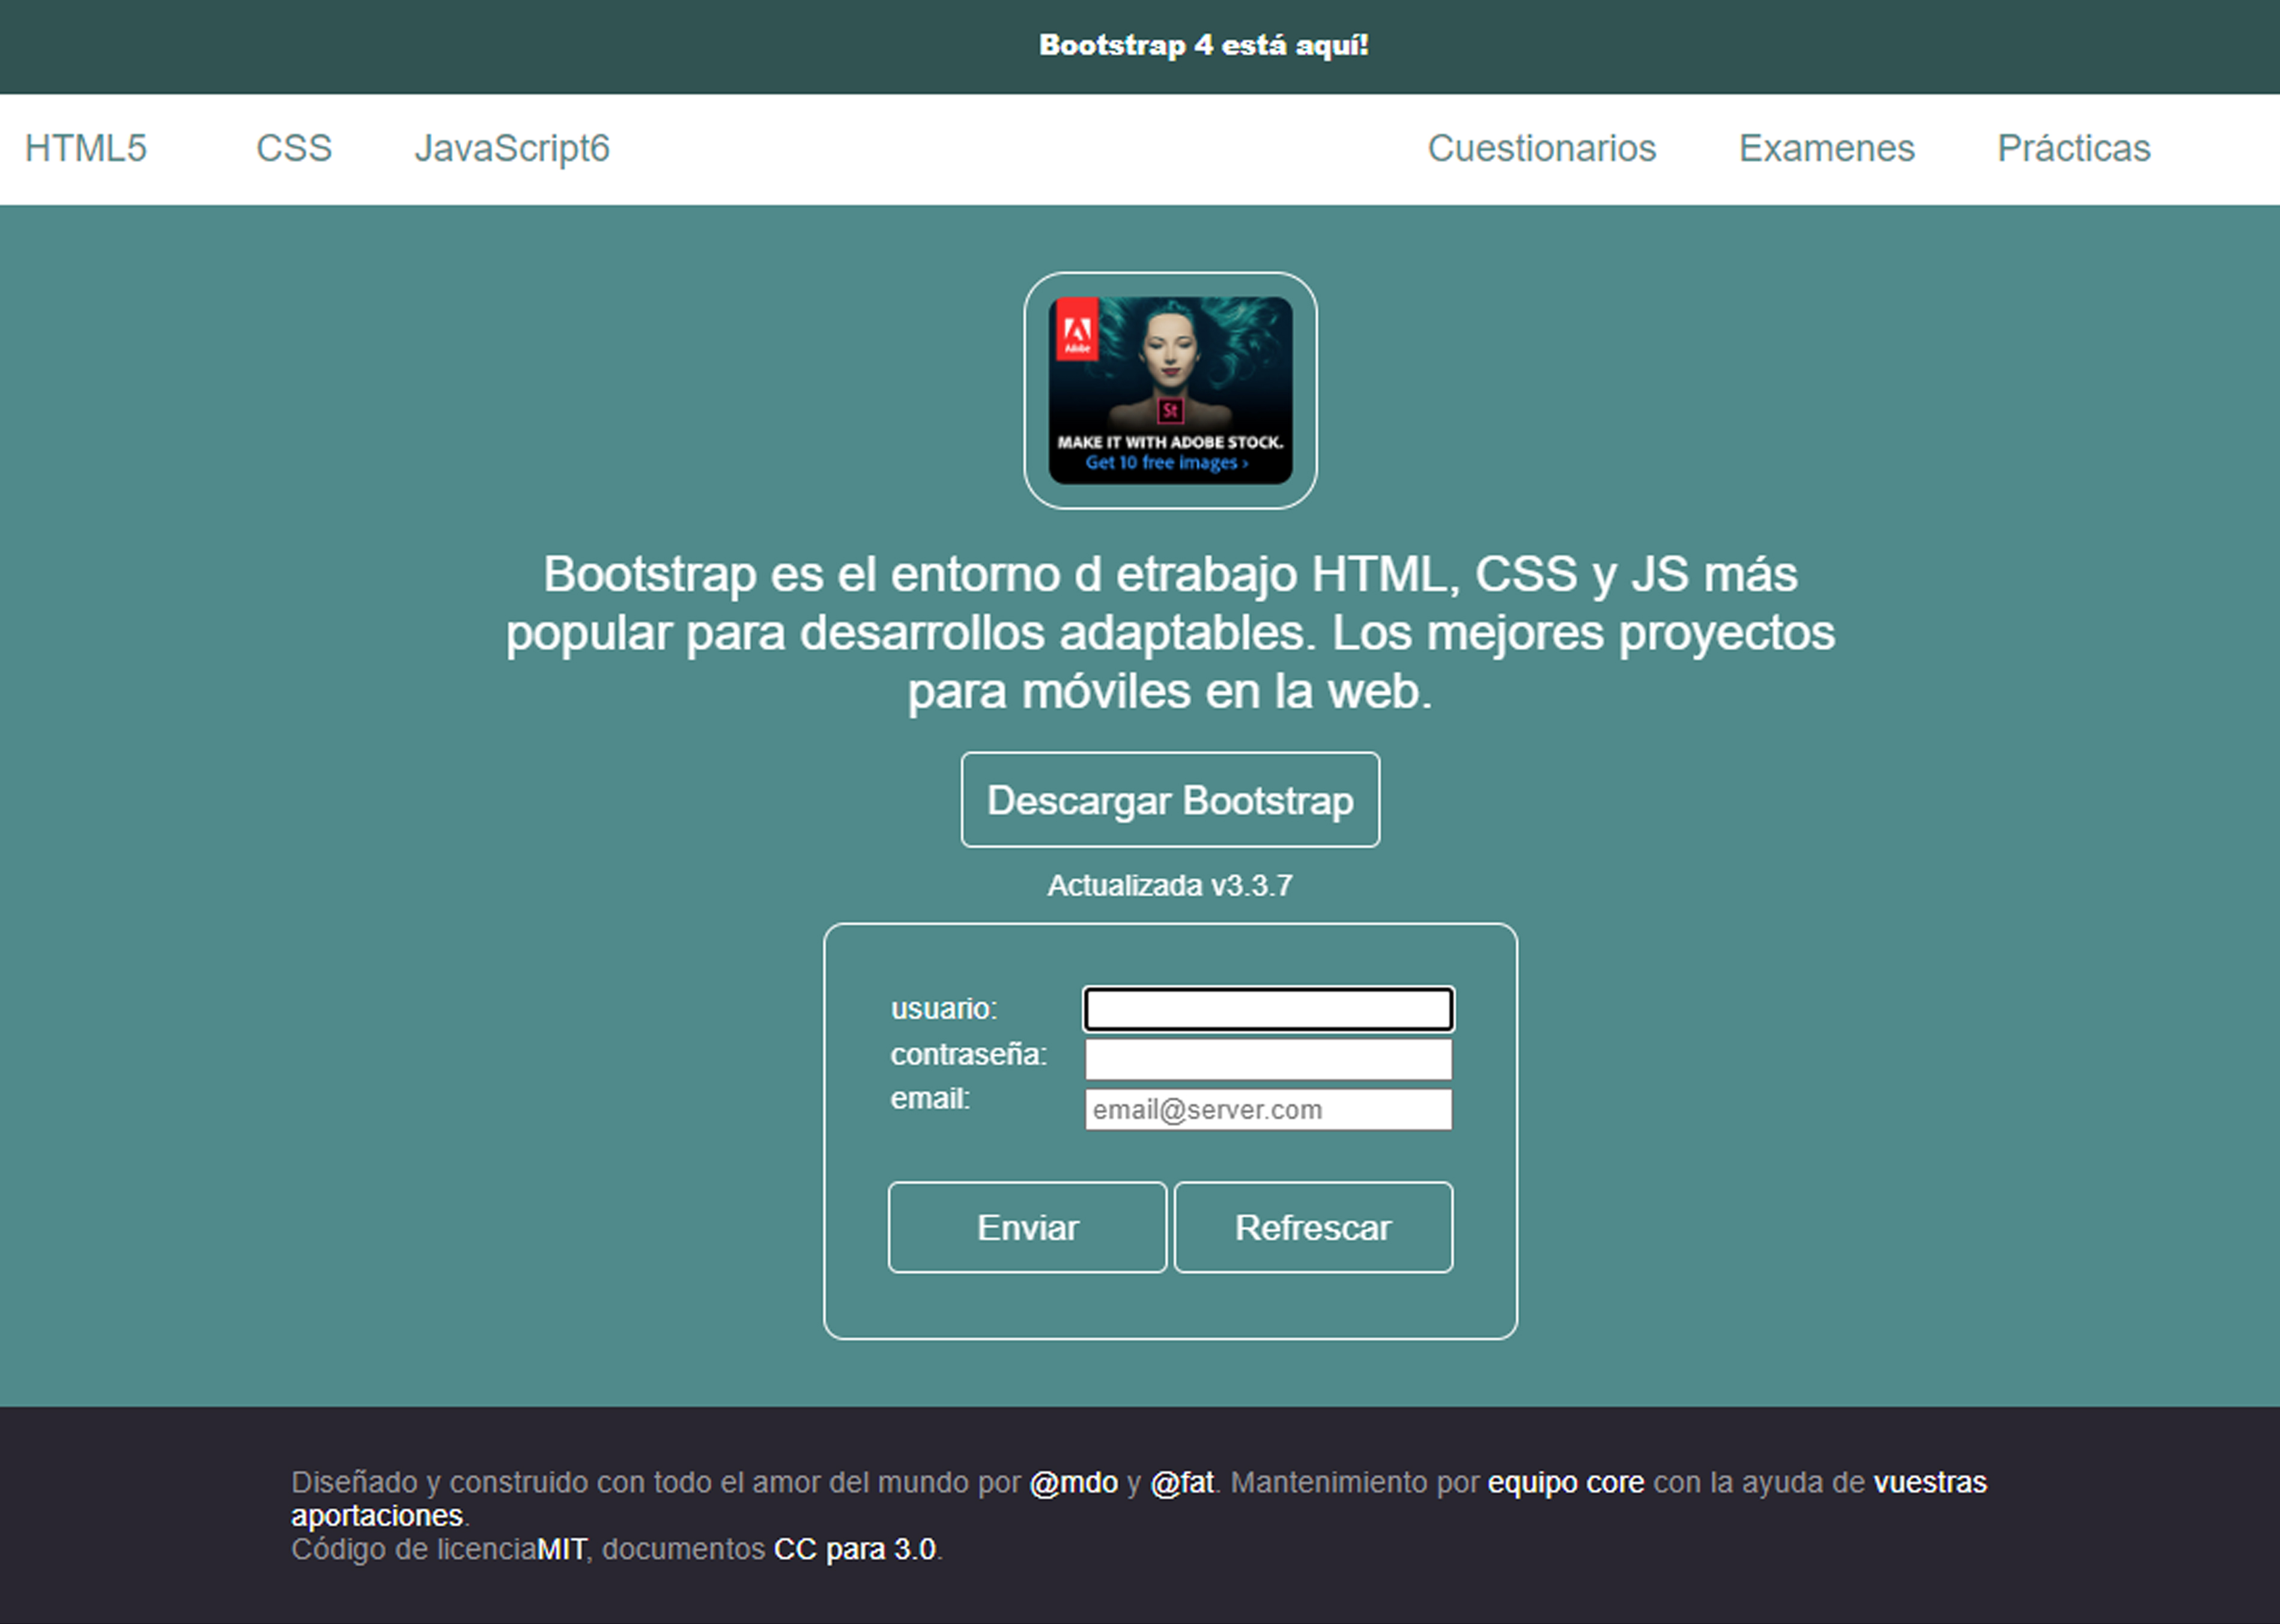 Bootstrap 4 está aquí!
HTML5 CSS JavaScript6 Cuestionarios Examenes Prácticas
Adobe
St
MAKE IT WITH ADOBE STOCK.
Get 10 free images ›
Bootstrap es el entorno d etrabajo HTML, CSS y JS más
popular para desarrollos adaptables. Los mejores proyectos
para móviles en la web.
Descargar Bootstrap
Actualizada v3.3.7
usuario:
contraseña:
email: email@server.com
Enviar Refrescar
Diseñado y construido con todo el amor del mundo por @mdo y @fat. Mantenimiento por equipo core con la ayuda de vuestras
aportaciones.
Código de licenciaMIT, documentos CC para 3.0.